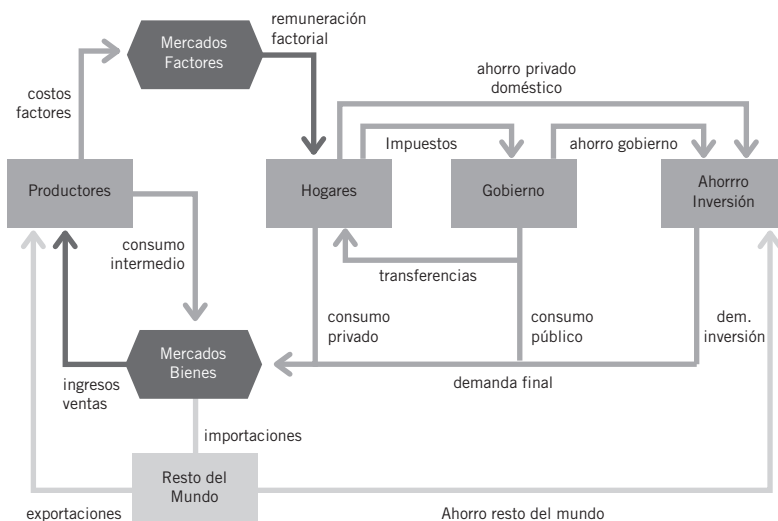 remuneración
factorial
Mercados
Factores
ahorro privado
doméstico
costos
factores
Impuestos
ahorro gobierno
Productores
Hogares
Gobierno
Ahorrro
Inversión
consumo
intermedio
transferencias
consumo
privado
consumo
público
dem.
inversión
Mercados
Bienes
ingresos
ventas
demanda final
importaciones
Resto del
Mundo
exportaciones
Ahorro resto del mundo